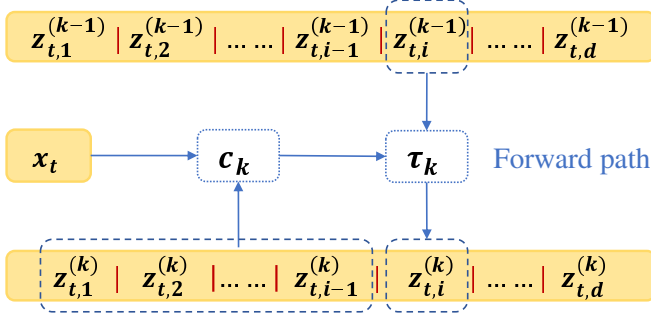 z_{t,1}^{(k-1)} | z_{t,2}^{(k-1)} | ... ... | z_{t,i-1}^{(k-1)} | z_{t,i}^{(k-1)} | ... ... | z_{t,d}^{(k-1)}
x_t c_k τ_k Forward path
z_{t,1}^{(k)} | z_{t,2}^{(k)} | ... ... | z_{t,i-1}^{(k)} | z_{t,i}^{(k)} | ... ... | z_{t,d}^{(k)}